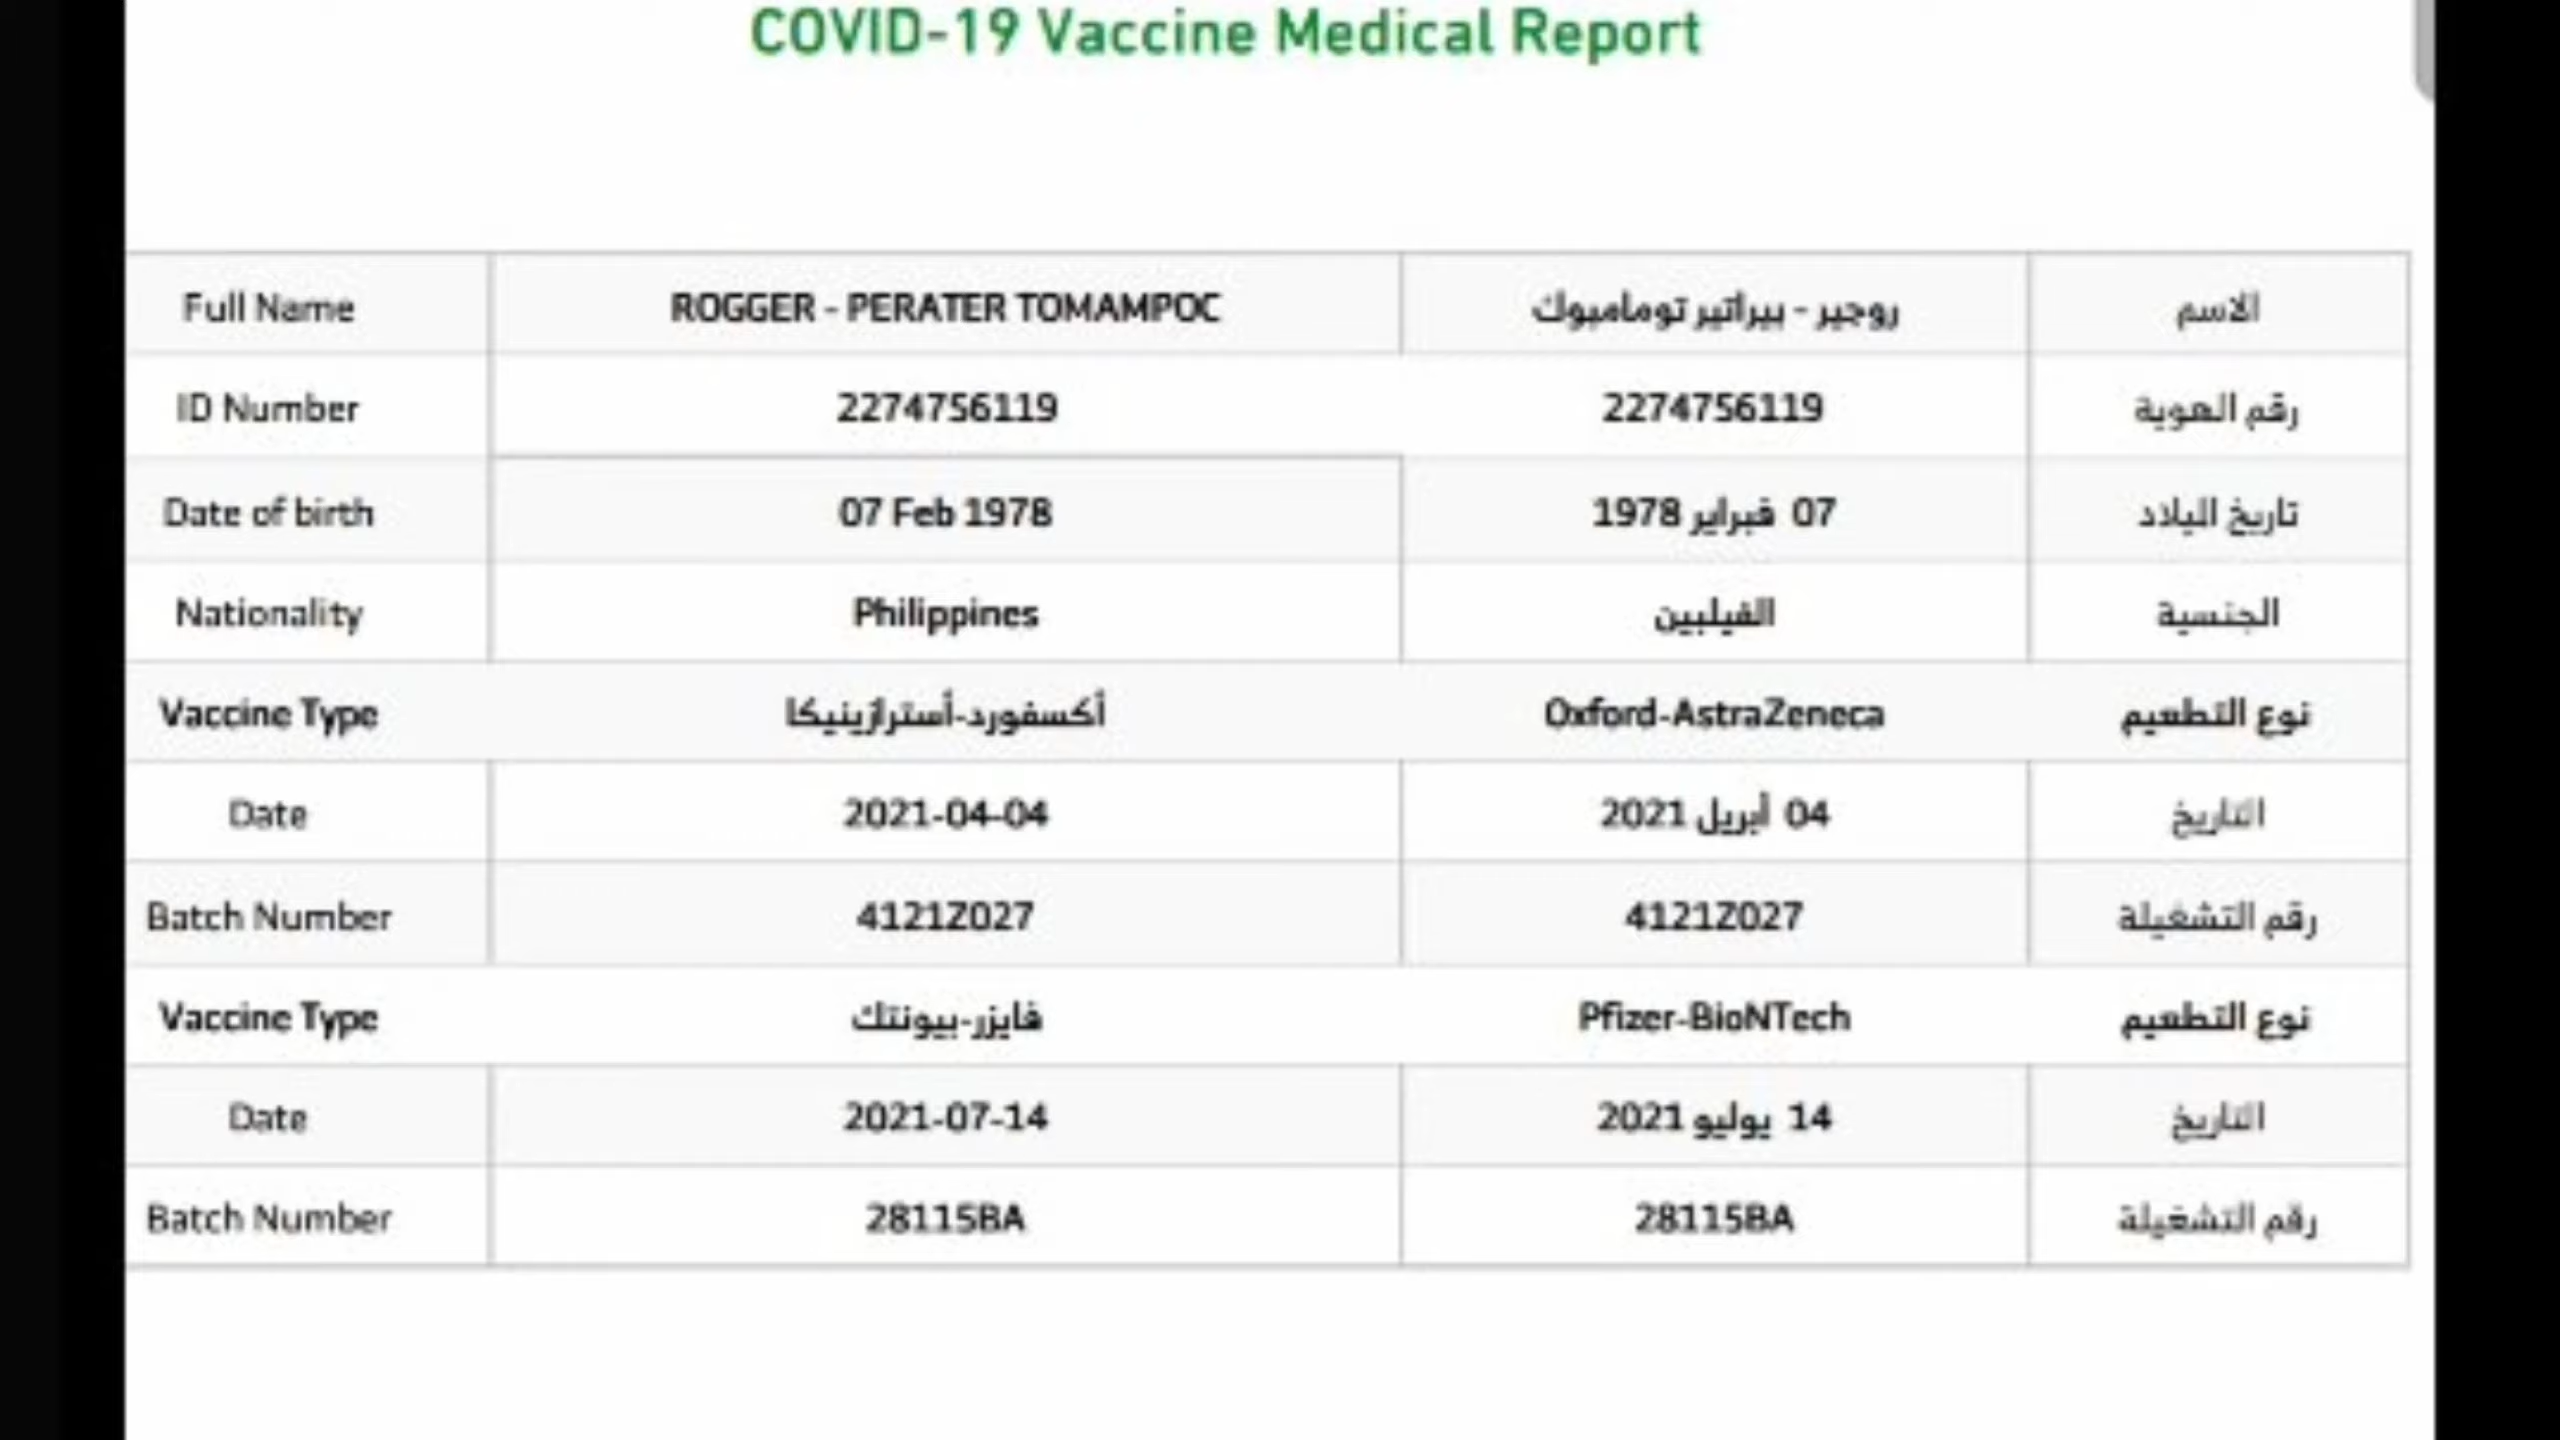 COVID-19 Vaccine Medical Report
Full Name ROGGER - PERATER TOMAMPOC روجير - بيراتير تومامبوك الاسم
ID Number 2274756119 2274756119 رقم الهوية
Date of birth 07 Feb 1978 07 فبراير 1978 تاريخ الميلاد
Nationality Philippines الفيلبين الجنسية
Vaccine Type أكسفورد-أسترازينيكا Oxford-AstraZeneca نوع التطعيم
Date 2021-04-04 04 أبريل 2021 التاريخ
Batch Number 4121Z027 4121Z027 رقم التشغيلة
Vaccine Type فايزر-بيونتك Pfizer-BioNTech نوع التطعيم
Date 2021-07-14 14 يوليو 2021 التاريخ
Batch Number 28115BA 28115BA رقم التشغيلة